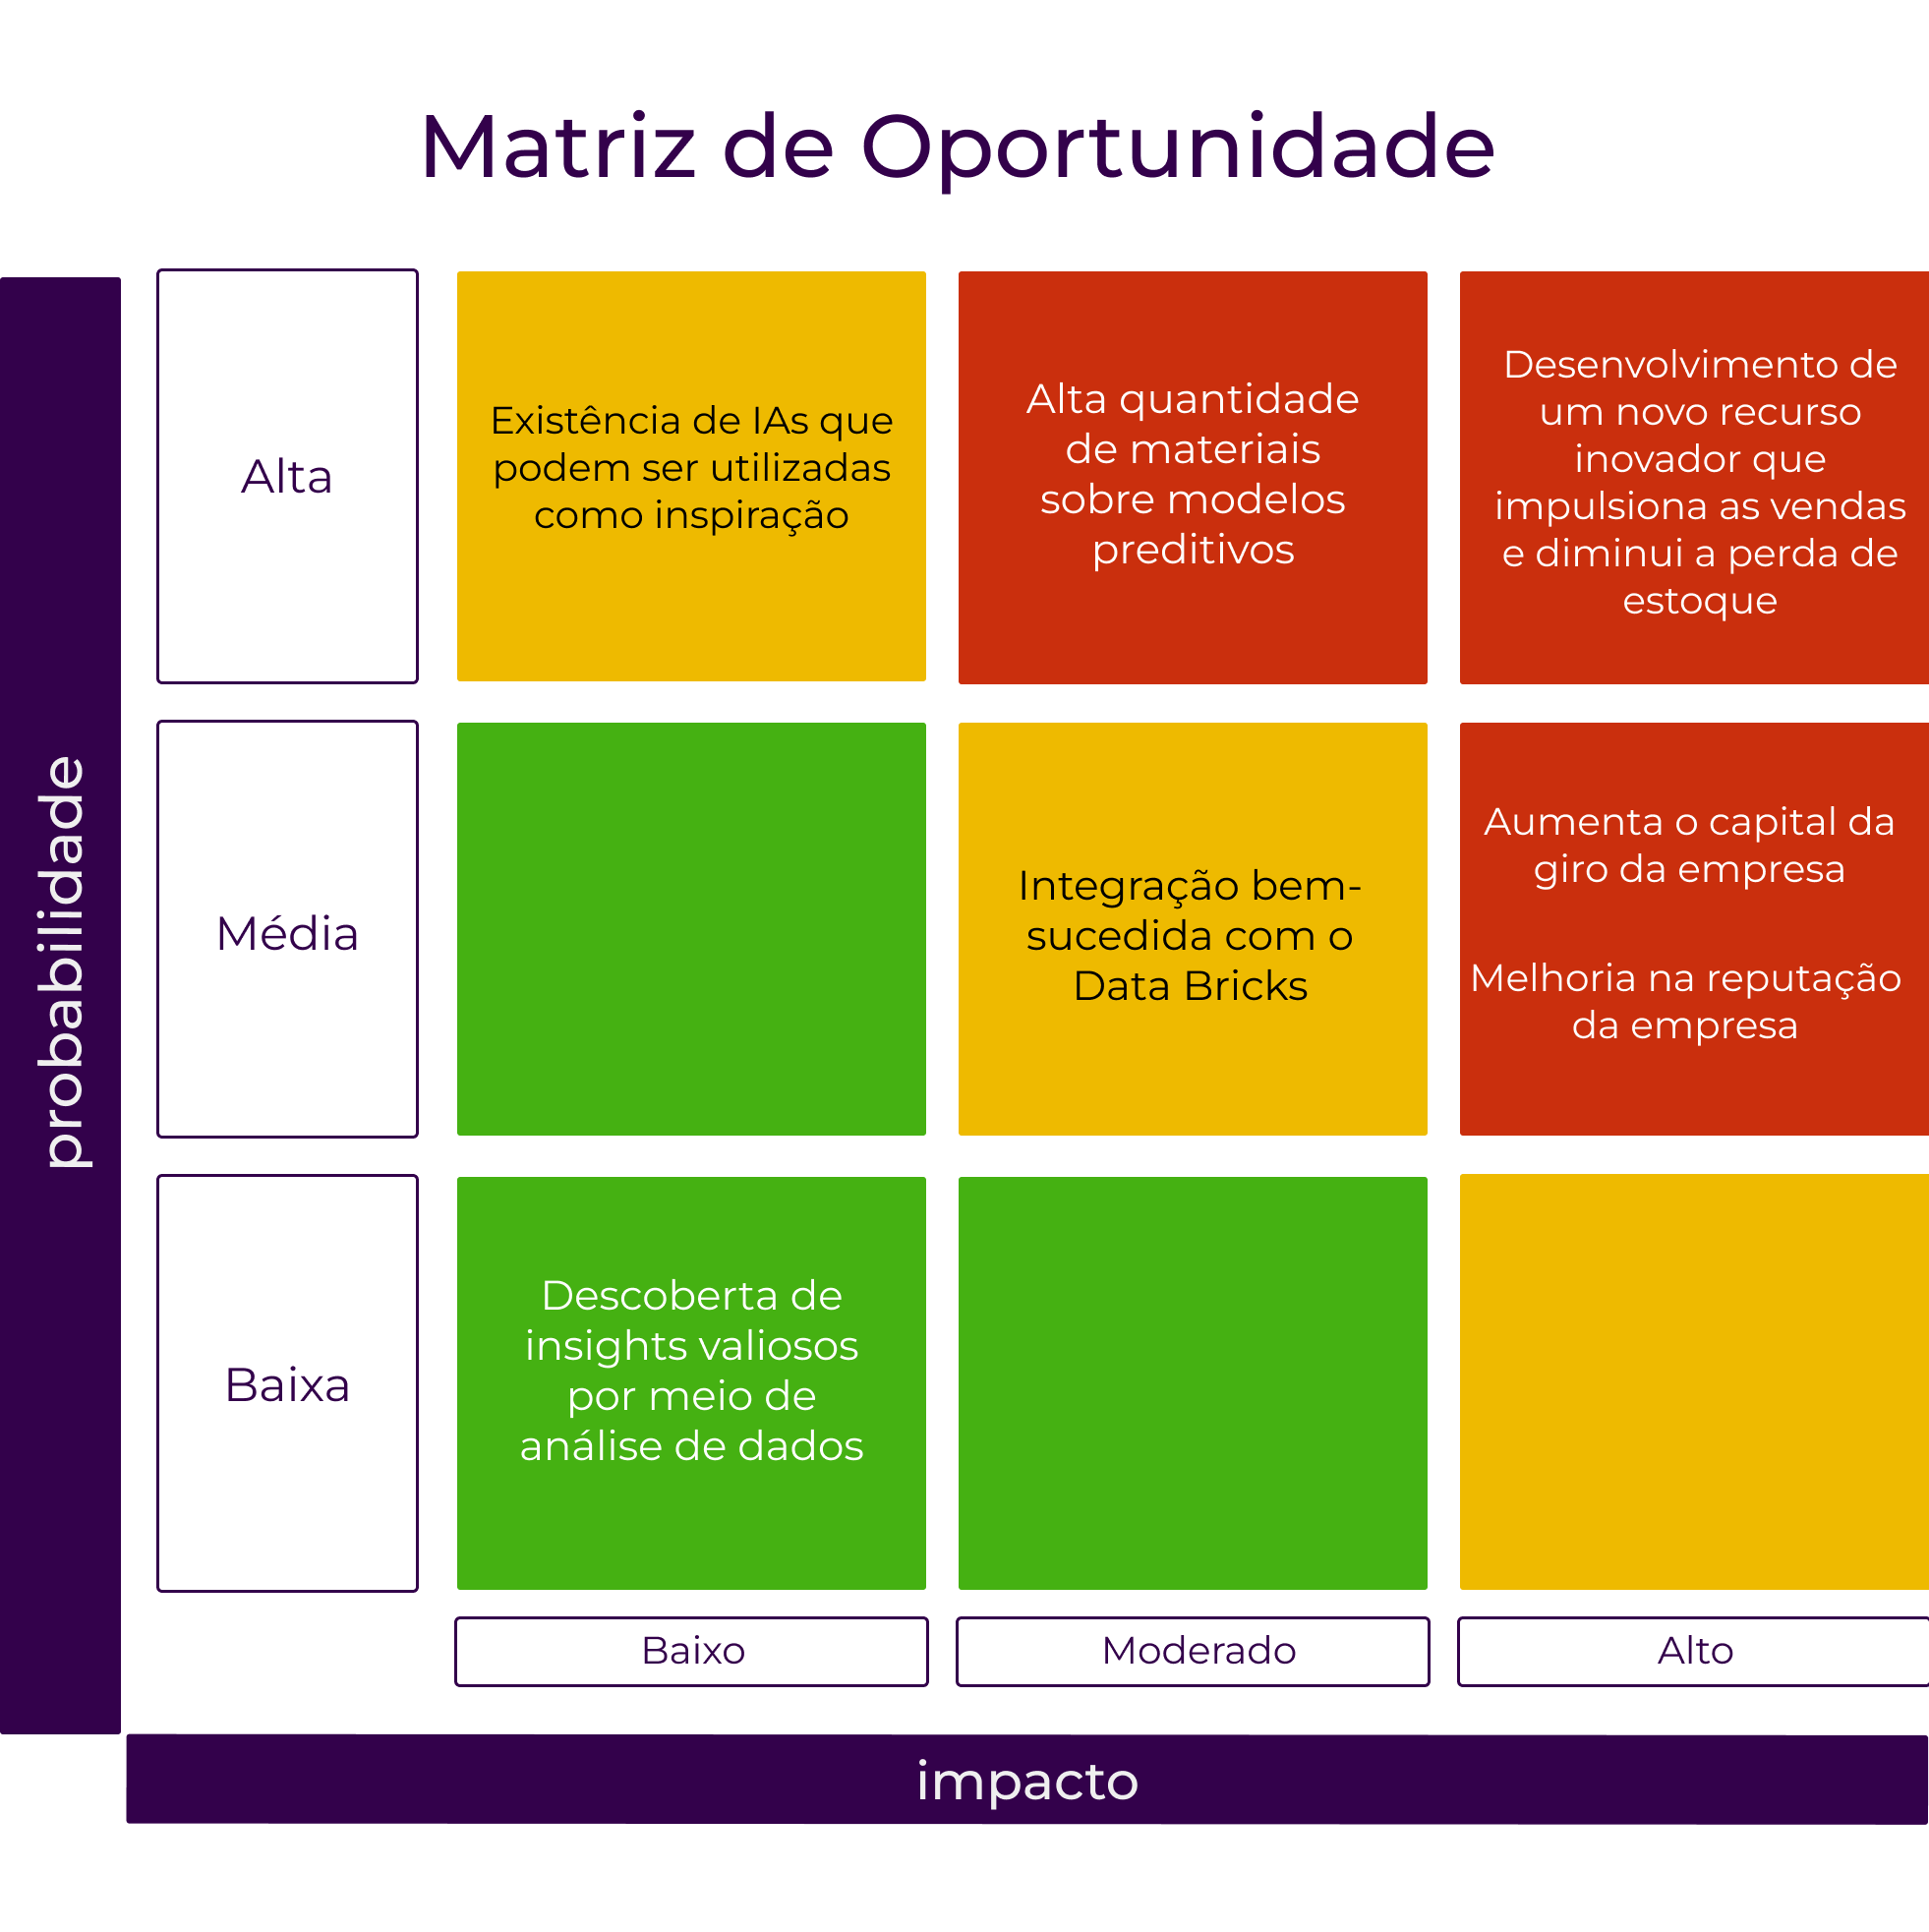 Matriz de Oportunidade
probabilidade
Alta
Existência de IAs que
podem ser utilizadas
como inspiração
Alta quantidade
de materiais
sobre modelos
preditivos
Desenvolvimento de
um novo recurso
inovador que
impulsiona as vendas
e diminui a perda de
estoque
Média
Integração bem-
sucedida com o
Data Bricks
Aumenta o capital da
giro da empresa
Melhoria na reputação
da empresa
Baixa
Descoberta de
insights valiosos
por meio de
análise de dados
Baixo
Moderado
Alto
impacto